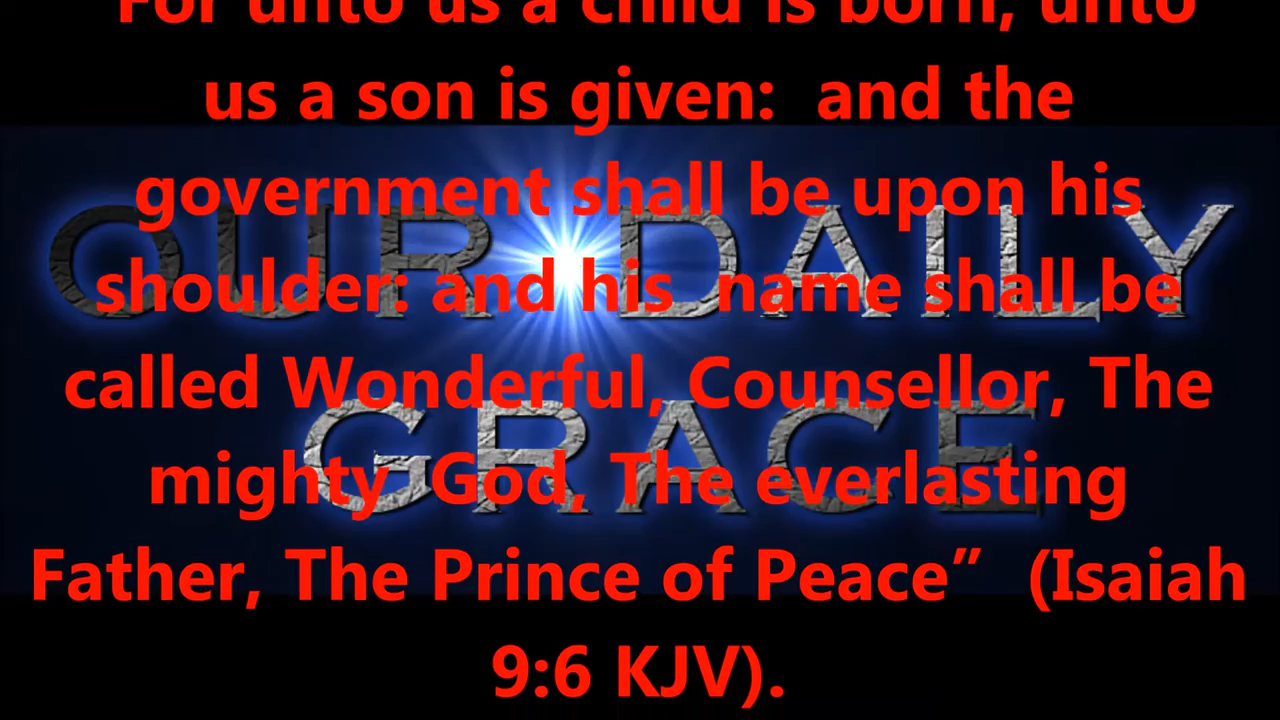 For unto us a child is born, unto
us a son is given:  and the
government shall be upon his
shoulder: and his  name shall be
called Wonderful, Counsellor, The
mighty  God, The everlasting
Father, The Prince of Peace”  (Isaiah
9:6 KJV).
OUR DAILY
GRACE